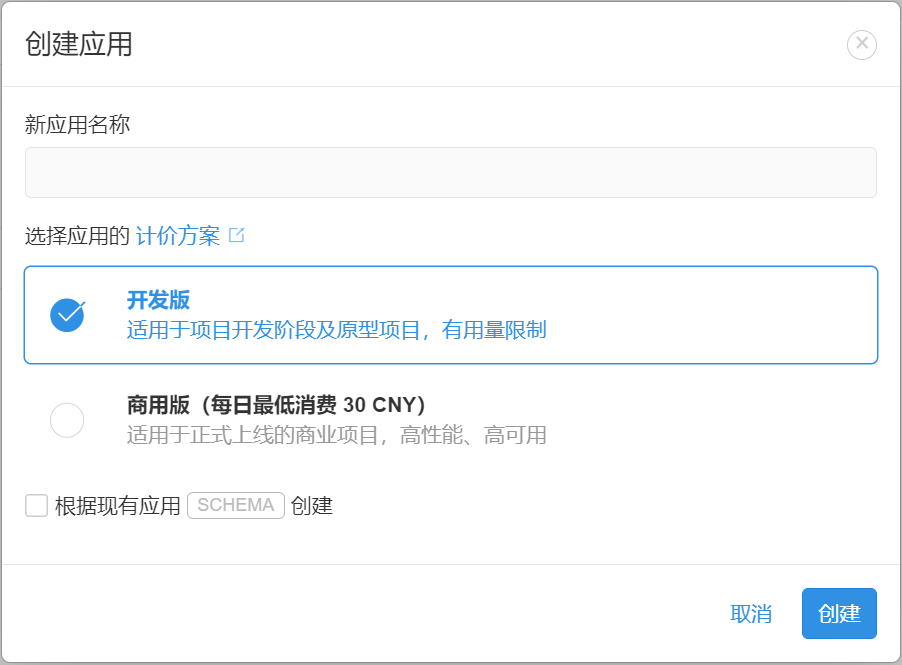 创建应用
新应用名称
选择应用的 计价方案
开发版
适用于项目开发阶段及原型项目，有用量限制
商用版（每日最低消费 30 CNY）
适用于正式上线的商业项目，高性能、高可用
根据现有应用 SCHEMA 创建
取消 创建